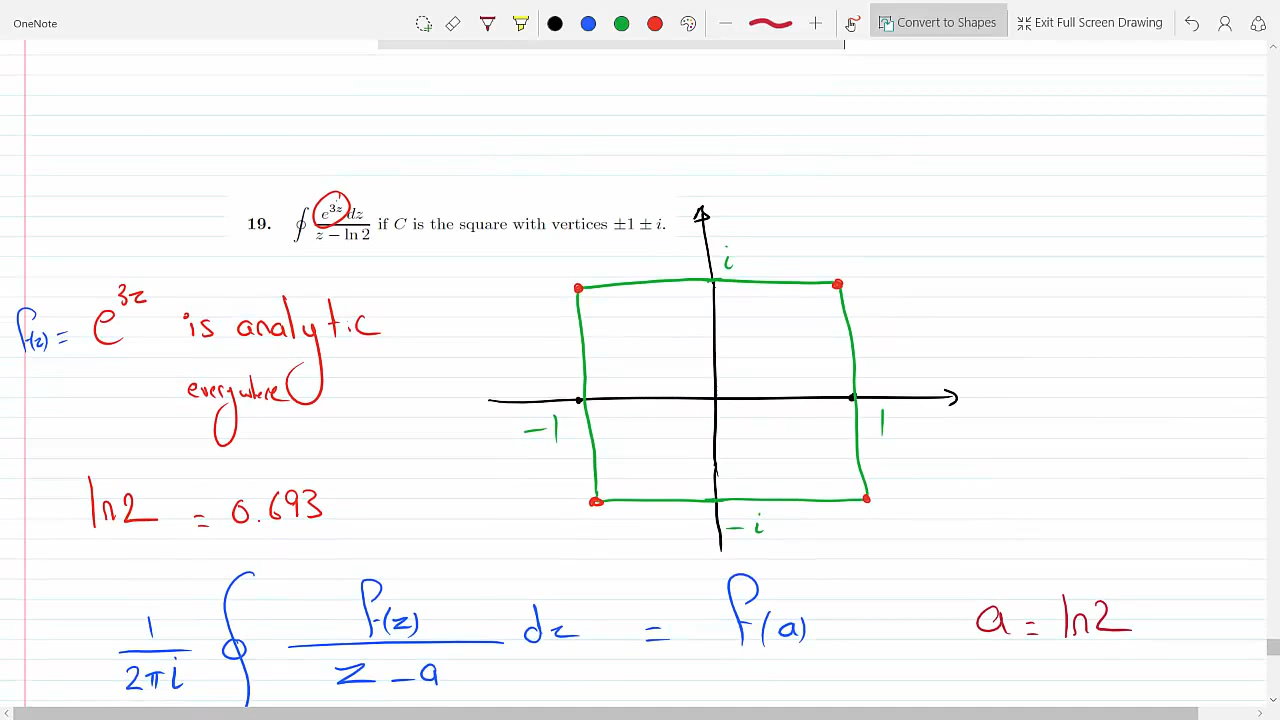 OneNote
Convert to Shapes
Exit Full Screen Drawing
19. ∮ e^{3z} dz / (z − ln 2) if C is the square with vertices ±1 ± i.
i
f(z) = e^{3z} is analytic
everywhere
−1
1
ln2 = 0.693
−i
1/(2πi) ∮ f(z)/(z − a) dz = f(a)
a = ln2